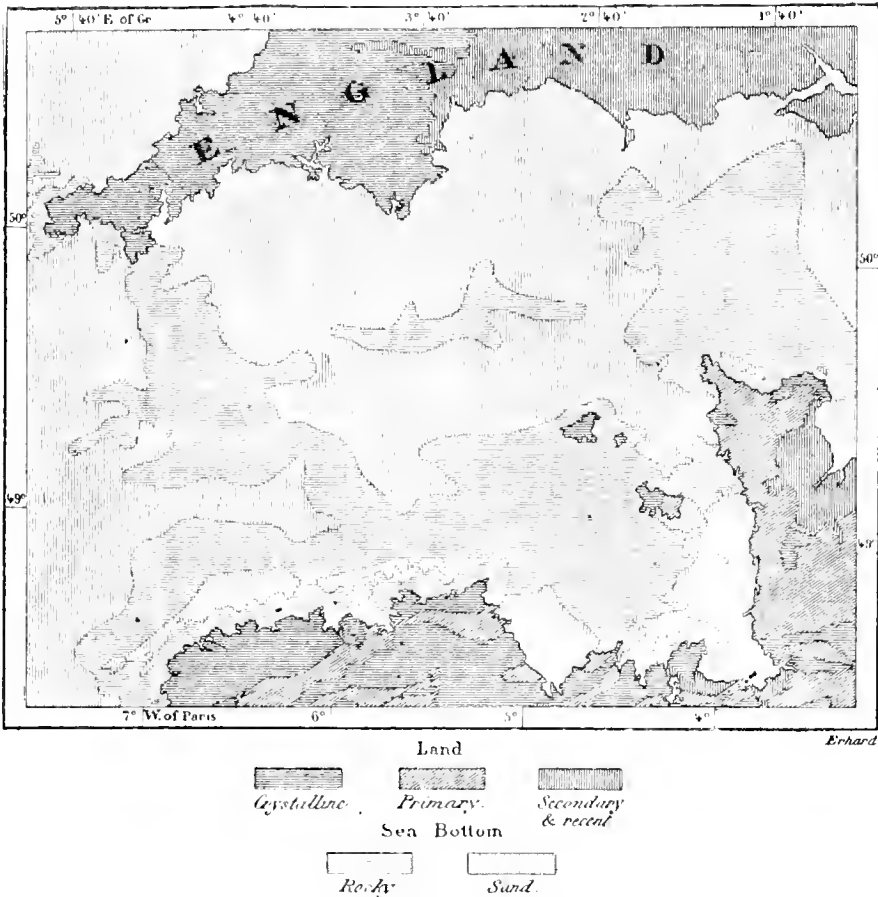 5° 40' E. of Gr. 4° 40' 3° 40' 2° 40' 1° 40'
ENGLAND
50° 50°
49° 49°
7° W. of Paris 6° 5° 4°
Erhard
Land
Crystalline. Primary. Secondary
& recent
Sea Bottom
Rocky Sand.